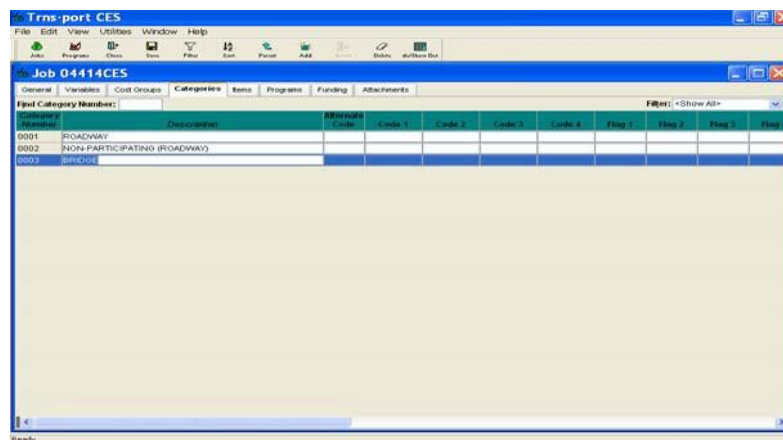 Trns·port CES
File Edit View Utilities Window Help
Jobs Programs Close Save Filter Sort Parent Add Delete
Job 04414CES
General Variables Cost Groups Categories Items Programs Funding Attachments
Find Category Number: Filter: <Show All>
Category Number Description Alternate Code Code 1 Code 2 Code 3 Code 4 Flag 1 Flag 2 Flag 3 Flag
0001 ROADWAY
0002 NON-PARTICIPATING (ROADWAY)
0003 BRIDGE
Ready